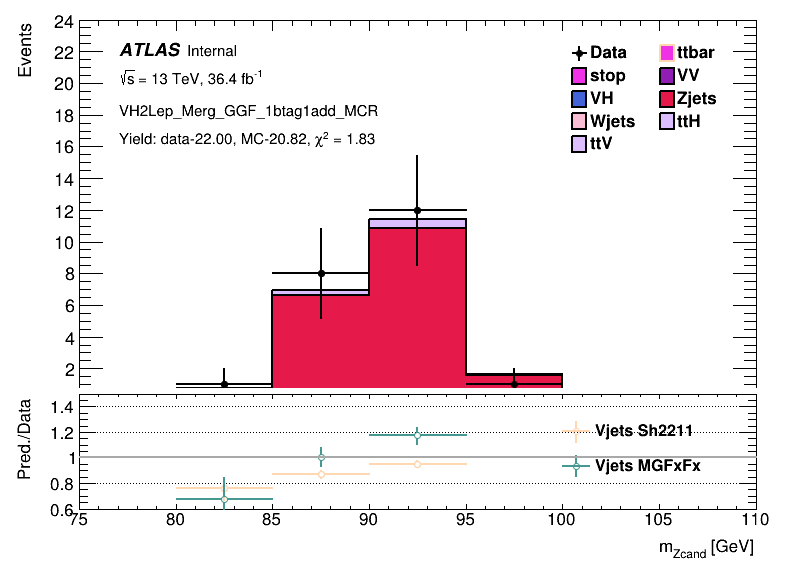 Events
24
22
20
18
16
14
12
10
8
6
4
2
ATLAS Internal
√s = 13 TeV, 36.4 fb⁻¹
VH2Lep_Merg_GGF_1btag1add_MCR
Yield: data-22.00, MC-20.82, χ² = 1.83
Data ttbar
stop VV
VH Zjets
Wjets ttH
ttV
Pred./Data
1.4
1.2
1
0.8
0.6
Vjets Sh2211
Vjets MGFxFx
75 80 85 90 95 100 105 110
m_Zcand [GeV]